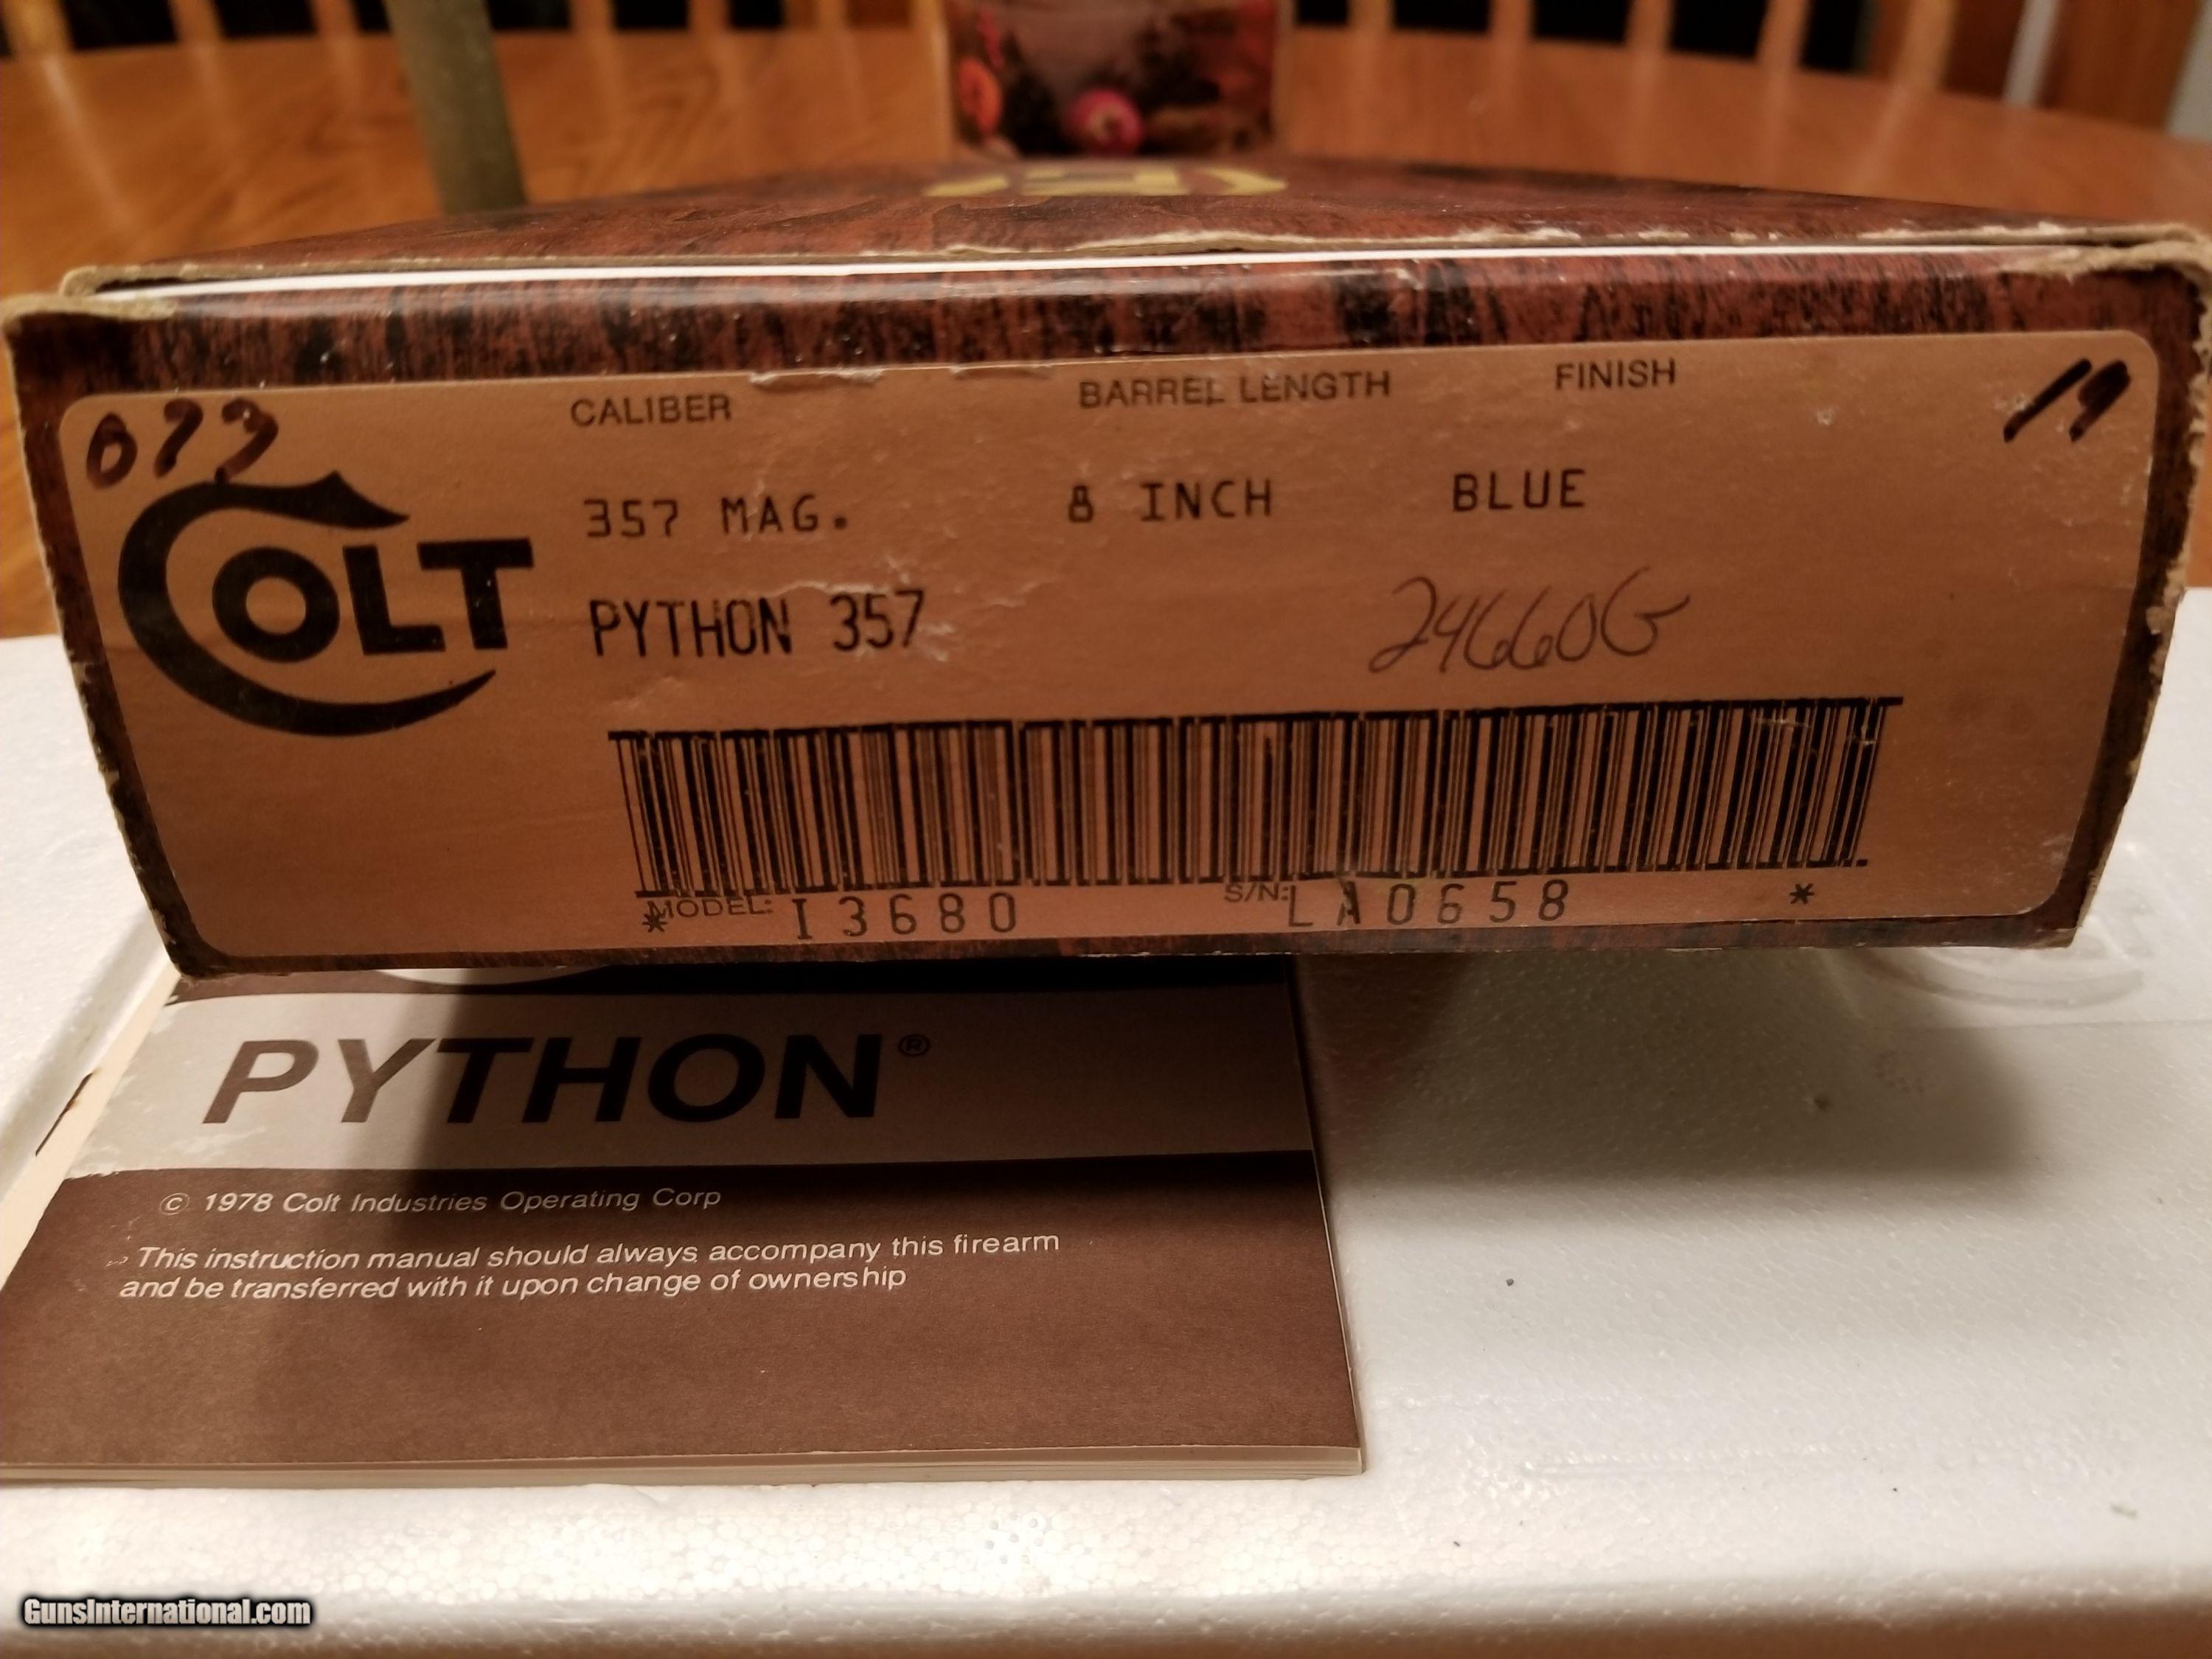 073
19
CALIBER BARREL LENGTH FINISH
COLT
357 MAG. 8 INCH BLUE
PYTHON 357
24660G
* MODEL: I3680 S/N: LA0658 *
PYTHON®
© 1978 Colt Industries Operating Corp
This instruction manual should always accompany this firearm
and be transferred with it upon change of ownership
GunsInternational.com